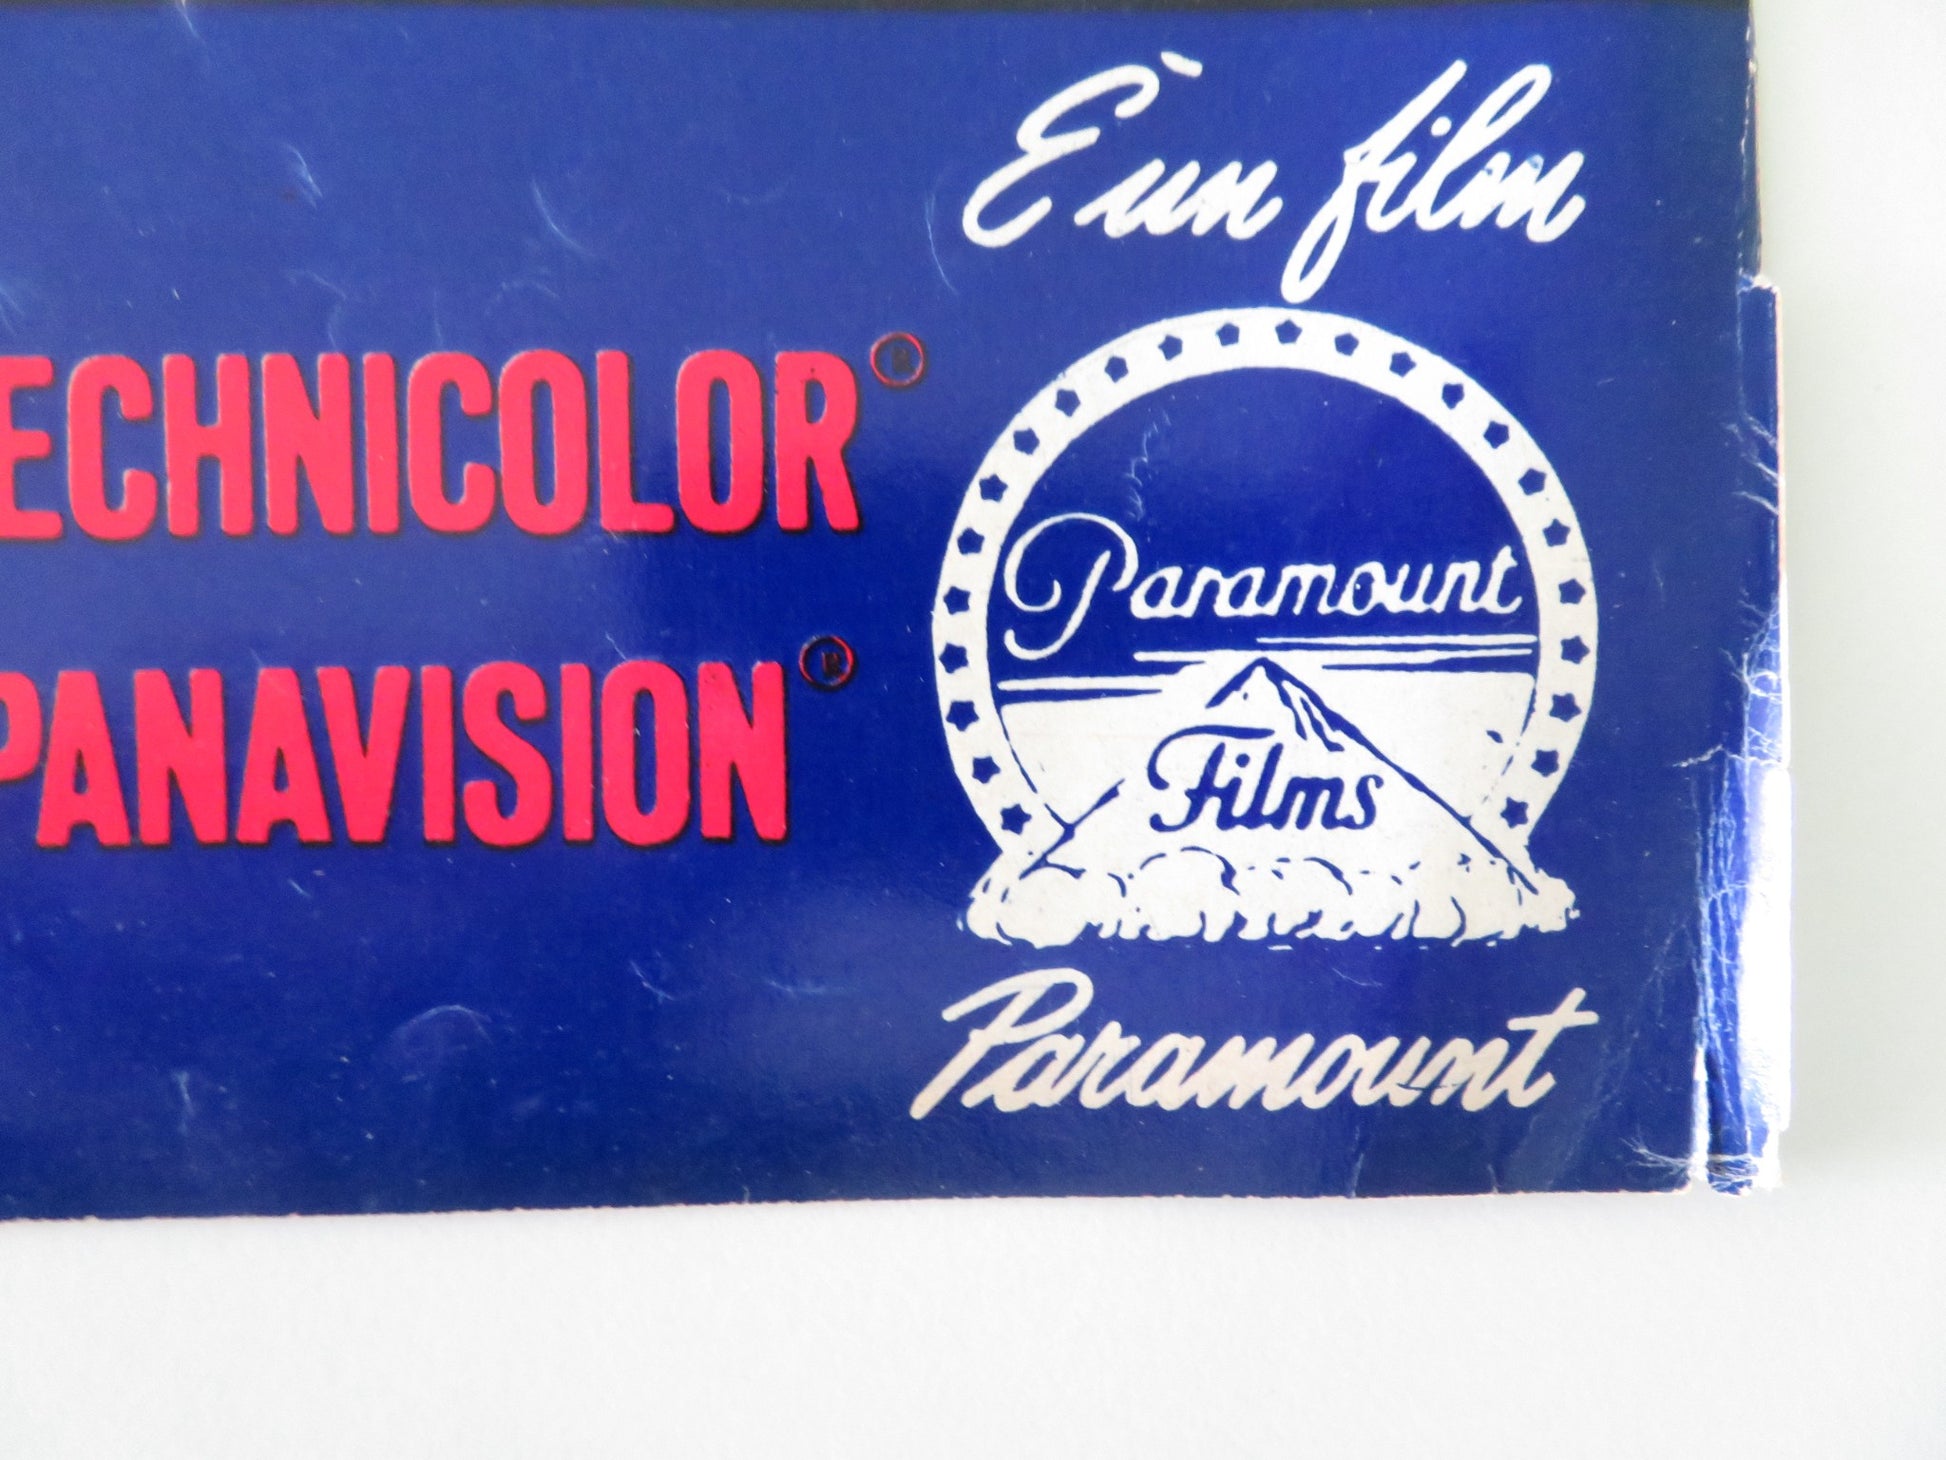 È un film
ECHNICOLOR®
Paramount
PANAVISION®
Films
Paramount